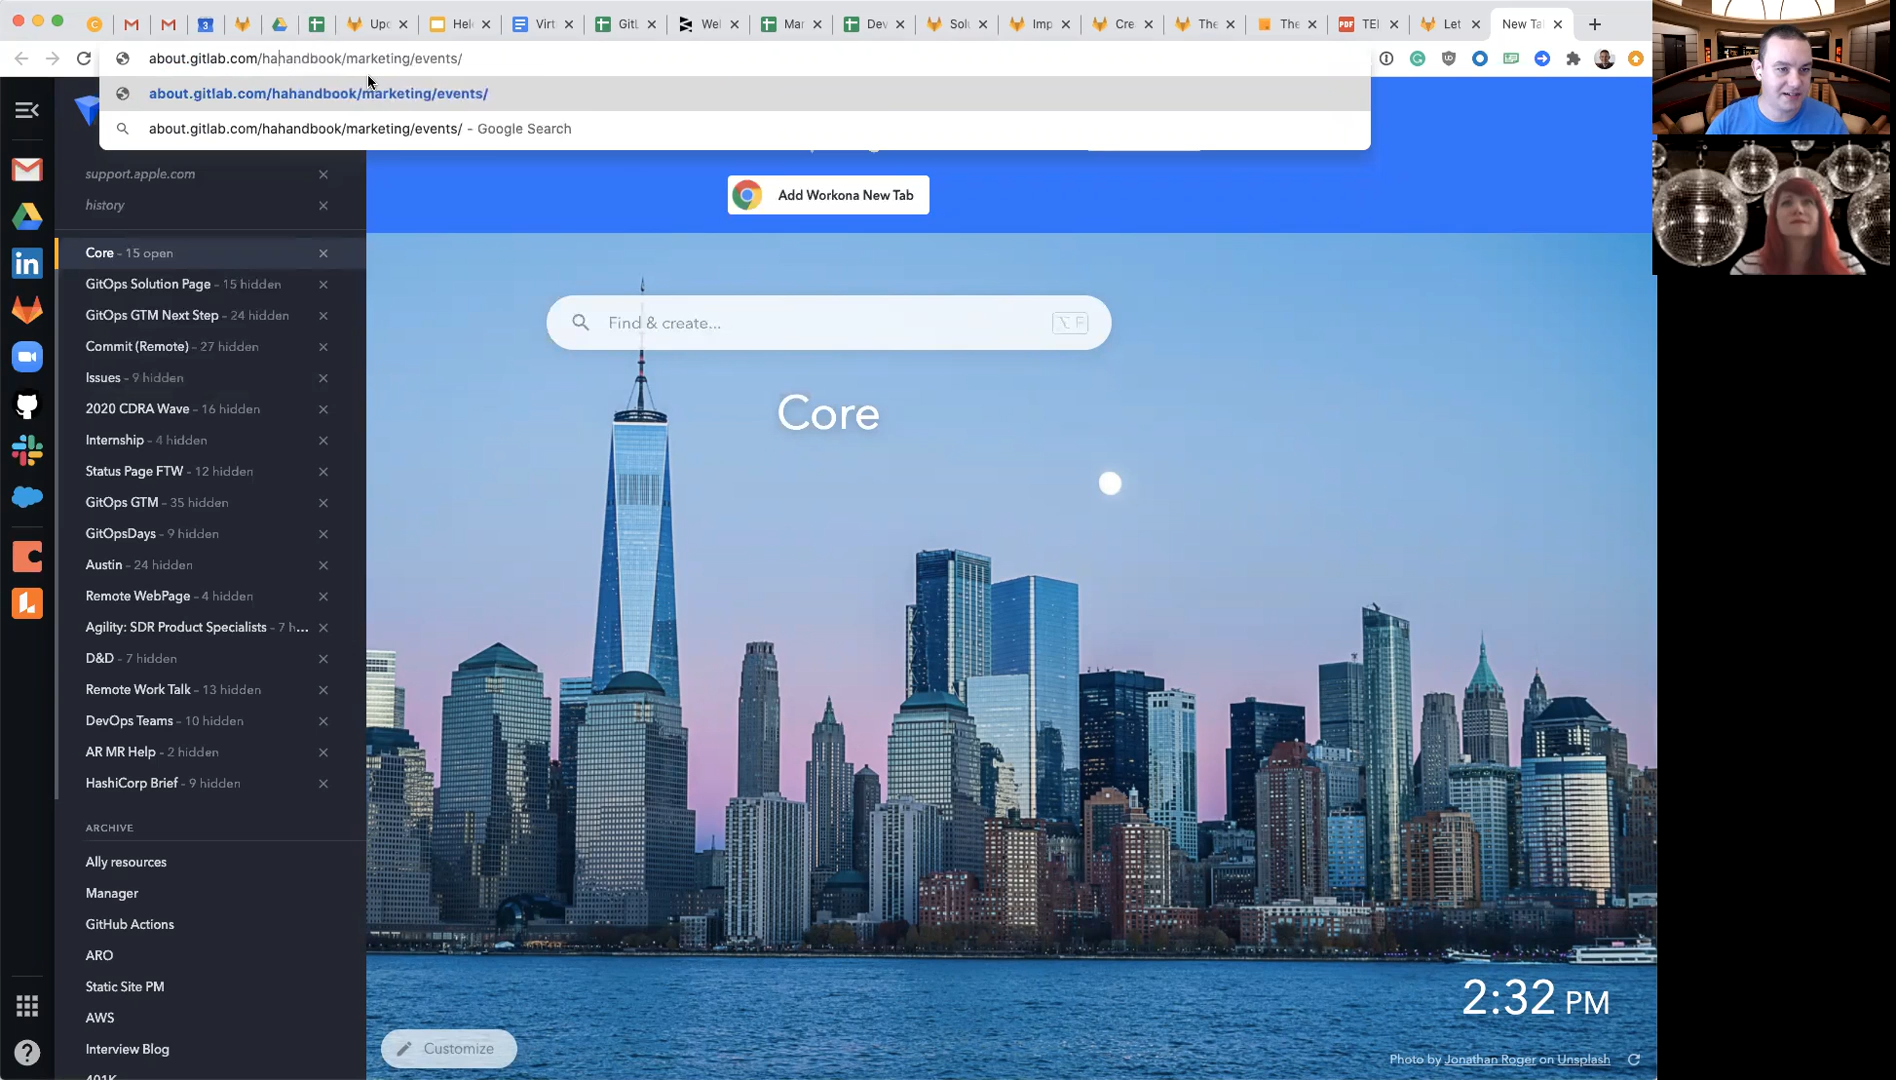 Upc
Hel
Virt
GitL
Wel
Mar
Dev
Solu
Imp
Cre
The
The
TEI
Let
New Ta
about.gitlab.com/hahandbook/marketing/events/
about.gitlab.com/hahandbook/marketing/events/
about.gitlab.com/hahandbook/marketing/events/ - Google Search
support.apple.com
history
Add Workona New Tab
Core - 15 open
GitOps Solution Page - 15 hidden
GitOps GTM Next Step - 24 hidden
Commit (Remote) - 27 hidden
Issues - 9 hidden
2020 CDRA Wave - 16 hidden
Internship - 4 hidden
Status Page FTW - 12 hidden
GitOps GTM - 35 hidden
GitOpsDays - 9 hidden
Austin - 24 hidden
Remote WebPage - 4 hidden
Agility: SDR Product Specialists - 7 h...
D&D - 7 hidden
Remote Work Talk - 13 hidden
DevOps Teams - 10 hidden
AR MR Help - 2 hidden
HashiCorp Brief - 9 hidden
ARCHIVE
Ally resources
Manager
GitHub Actions
ARO
Static Site PM
AWS
Interview Blog
401K
Find & create...
⌥ F
Core
2:32 PM
Customize
Photo by Jonathan Roger on Unsplash